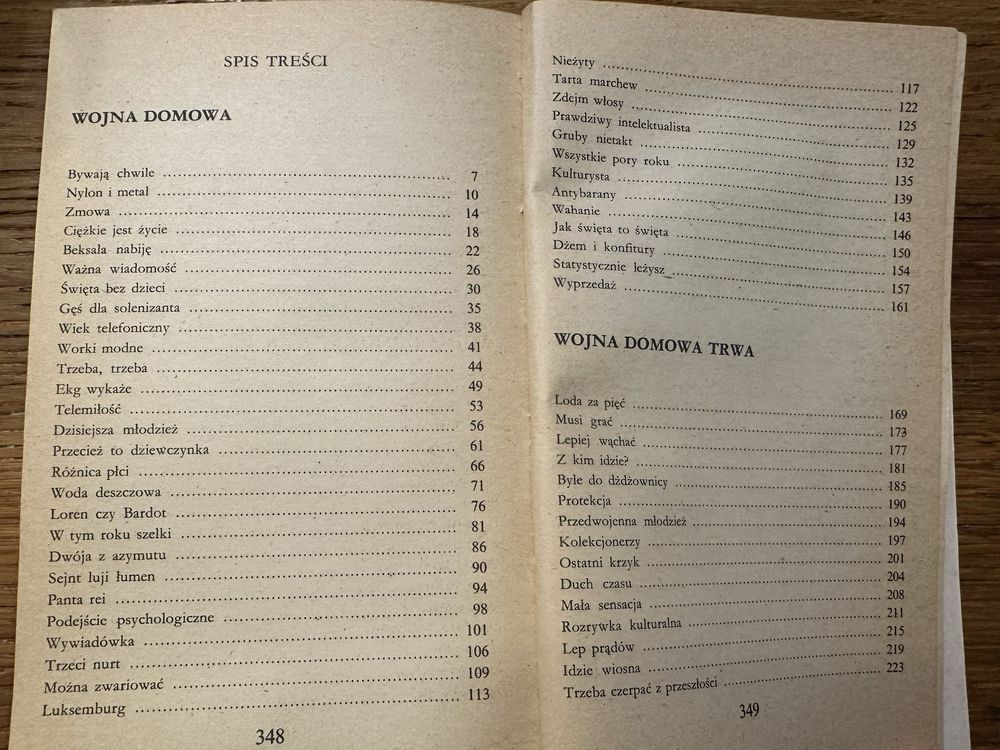 SPIS TREŚCI
WOJNA DOMOWA
Bywają chwile ........ 7
Nylon i metal ........ 10
Zmowa ........ 14
Ciężkie jest życie ........ 18
Beksala nabiję ........ 22
Ważna wiadomość ........ 26
Święta bez dzieci ........ 30
Gęś dla solenizanta ........ 35
Wiek telefoniczny ........ 38
Worki modne ........ 41
Trzeba, trzeba ........ 44
Ekg wykaże ........ 49
Telemiłość ........ 53
Dzisiejsza młodzież ........ 56
Przecież to dziewczynka ........ 61
Różnica płci ........ 66
Woda deszczowa ........ 71
Loren czy Bardot ........ 76
W tym roku szelki ........ 81
Dwója z azymutu ........ 86
Sejnt luji łumen ........ 90
Panta rei ........ 94
Podejście psychologiczne ........ 98
Wywiadówka ........ 101
Trzeci nurt ........ 106
Można zwariować ........ 109
Luksemburg ........ 113
348
Nieżyty ........ 117
Tarta marchew ........ 122
Zdejm włosy ........ 125
Prawdziwy intelektualista ........ 129
Gruby nietakt ........ 132
Wszystkie pory roku ........ 135
Kulturysta ........ 139
Antybarany ........ 143
Wahanie ........ 146
Jak święta to święta ........ 150
Dżem i konfitury ........ 154
Statystycznie leżysz ........ 157
Wyprzedaż ........ 161
WOJNA DOMOWA TRWA
Loda za pięć ........ 169
Musi grać ........ 173
Lepiej wąchać ........ 177
Z kim idzie? ........ 181
Byle do dżdżownicy ........ 185
Protekcja ........ 190
Przedwojenna młodzież ........ 194
Kolekcjonerzy ........ 197
Ostatni krzyk ........ 201
Duch czasu ........ 204
Mała sensacja ........ 208
Rozrywka kulturalna ........ 211
Lep prądów ........ 215
Idzie wiosna ........ 219
Trzeba czerpać z przeszłości ........ 223
349